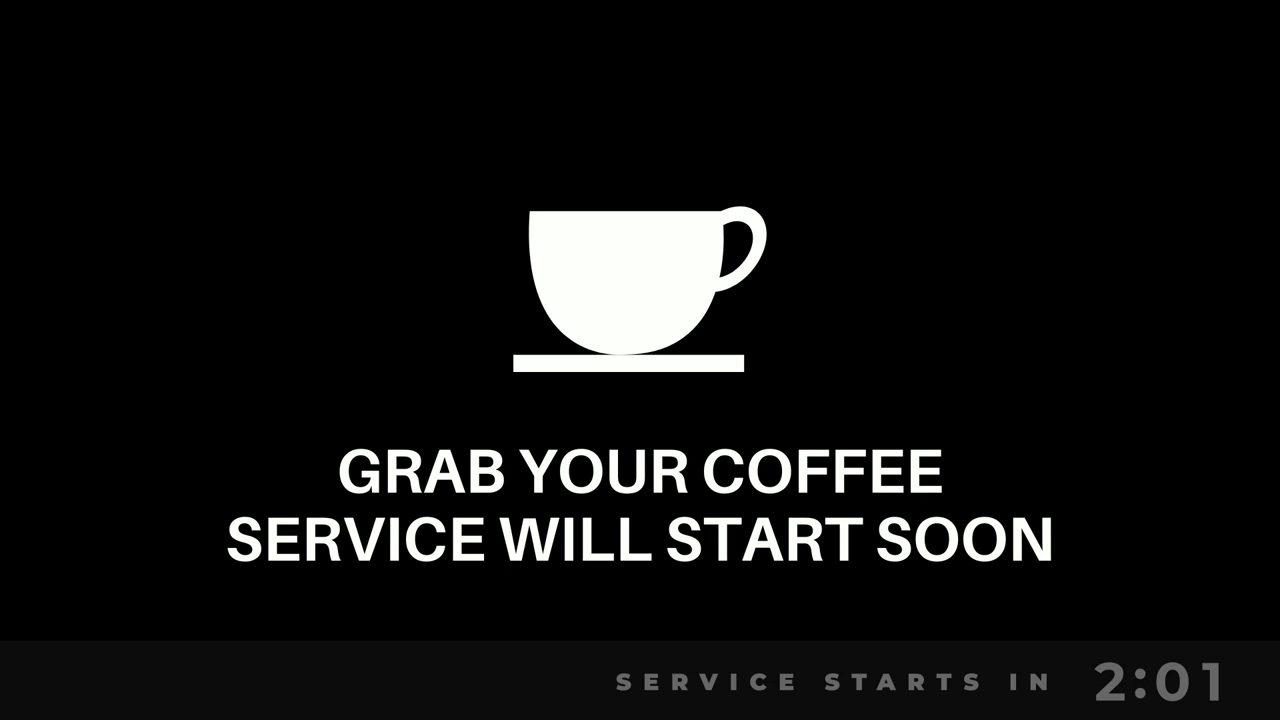 GRAB YOUR COFFEE
SERVICE WILL START SOON
SERVICE STARTS IN 2:01